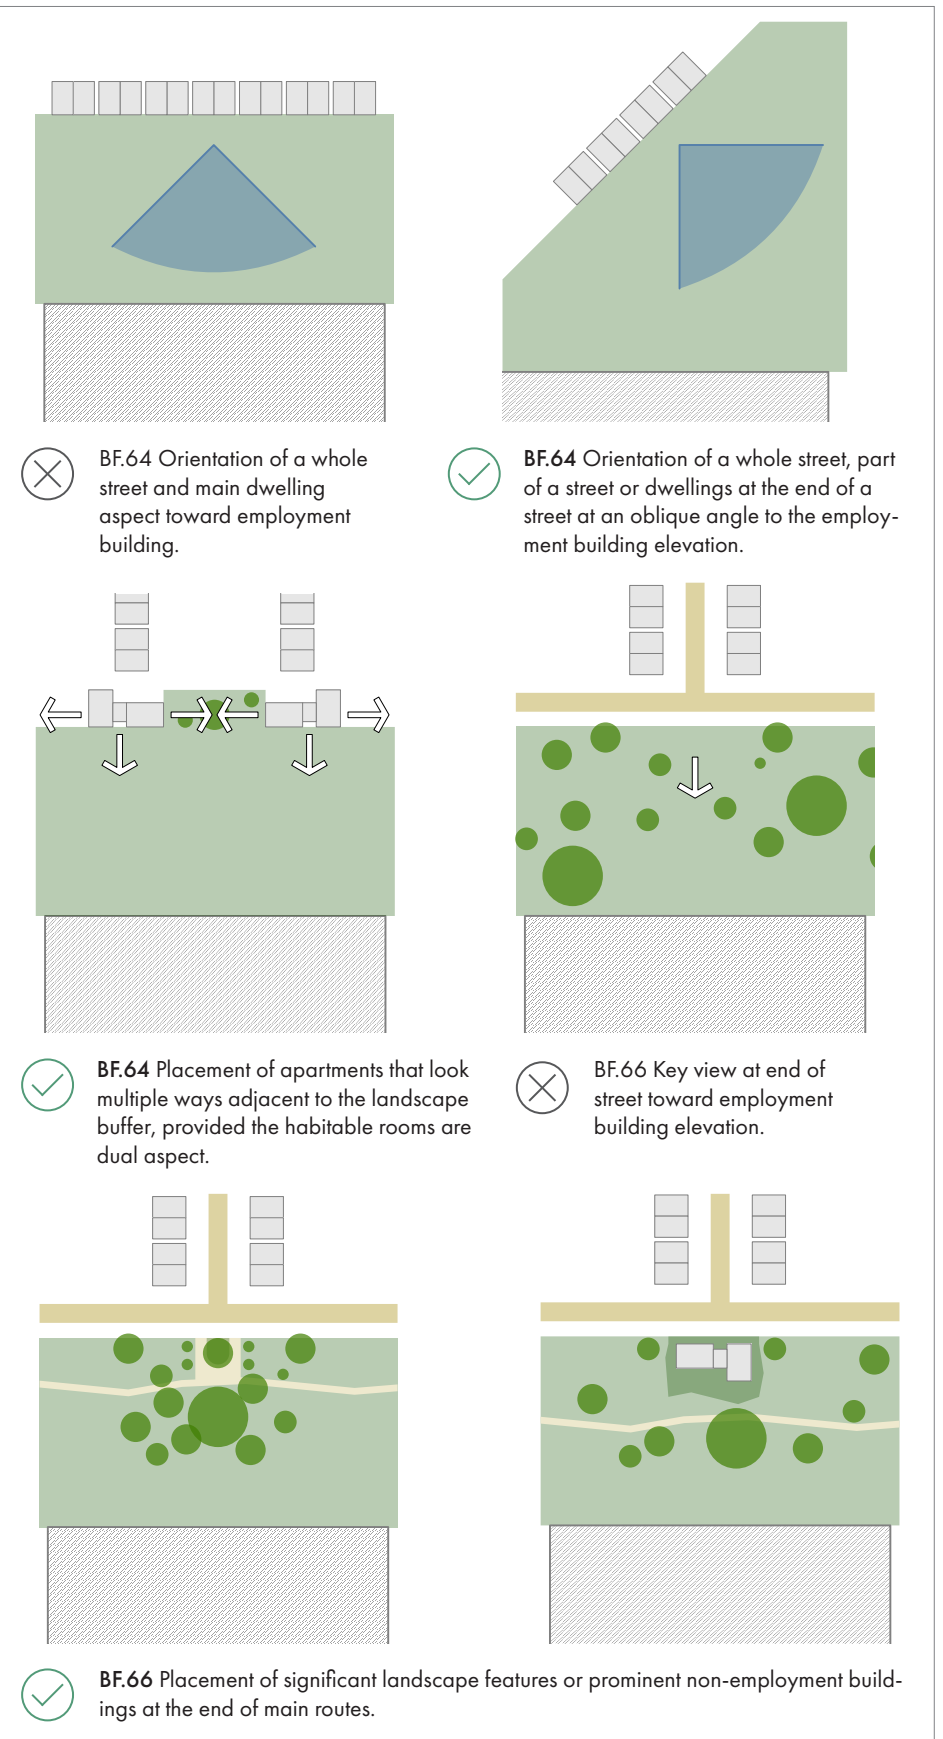 BF.64 Orientation of a whole
street and main dwelling
aspect toward employment
building.
BF.64 Orientation of a whole street, part
of a street or dwellings at the end of a
street at an oblique angle to the employ-
ment building elevation.
BF.64 Placement of apartments that look
multiple ways adjacent to the landscape
buffer, provided the habitable rooms are
dual aspect.
BF.66 Key view at end of
street toward employment
building elevation.
BF.66 Placement of significant landscape features or prominent non-employment build-
ings at the end of main routes.